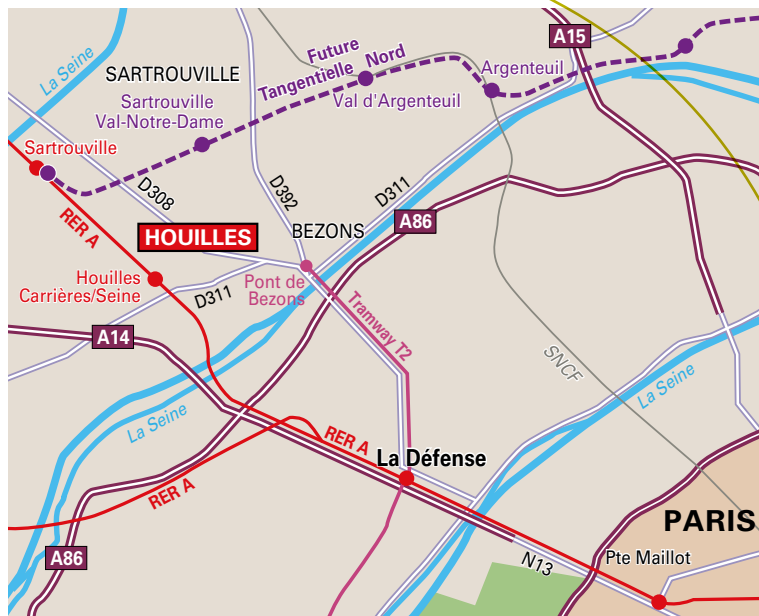 A15
La Seine
Future
Tangentielle Nord
SARTROUVILLE
Argenteuil
Sartrouville
Val-Notre-Dame
Val d'Argenteuil
Sartrouville
D308
D392
D311
RER A
HOUILLES
BEZONS
A86
Houilles
Carrières/Seine
D311
Pont de
Bezons
Tramway T2
A14
SNCF
La Seine
La Seine
RER A
La Défense
RER A
PARIS
A86
N13
Pte Maillot